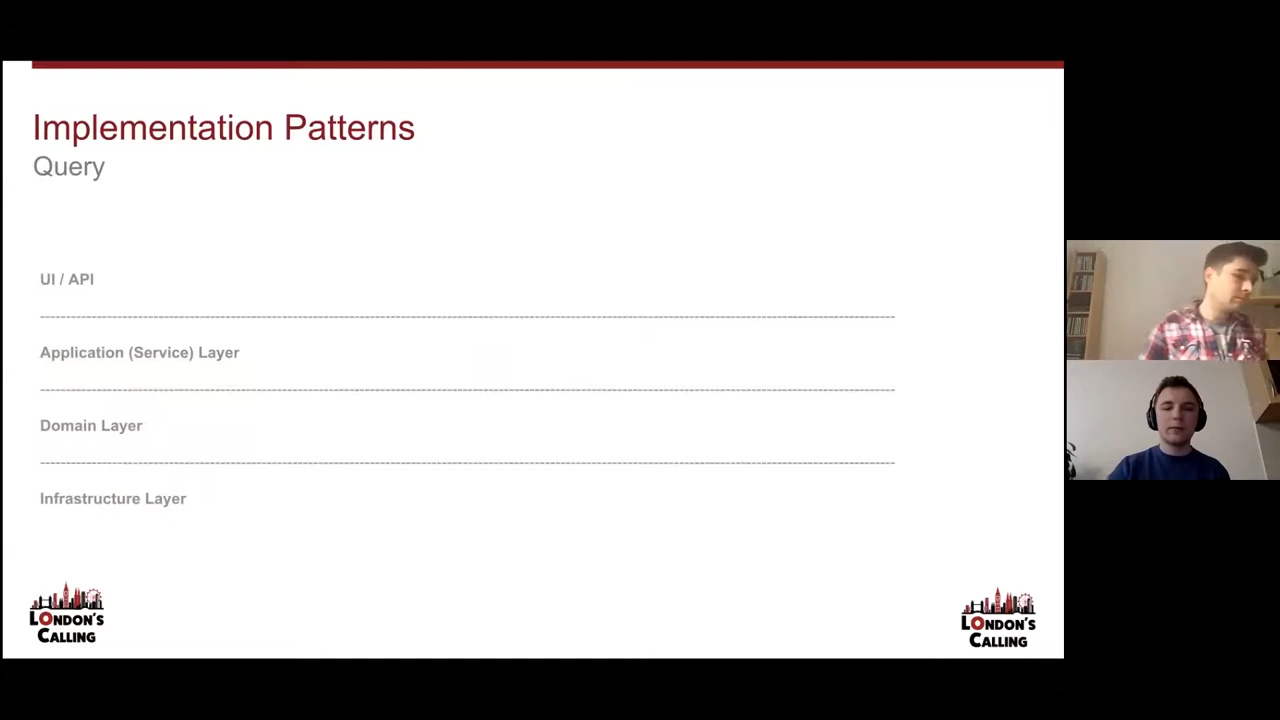 Implementation Patterns
Query
UI / API
Application (Service) Layer
Domain Layer
Infrastructure Layer
LONDON'S
CALLING
LONDON'S
CALLING